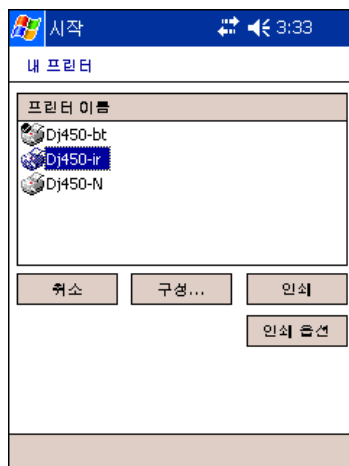 시작 3:33
내 프린터
프린터 이름
Dj450-bt
Dj450-ir
Dj450-N
취소 구성... 인쇄
인쇄 옵션